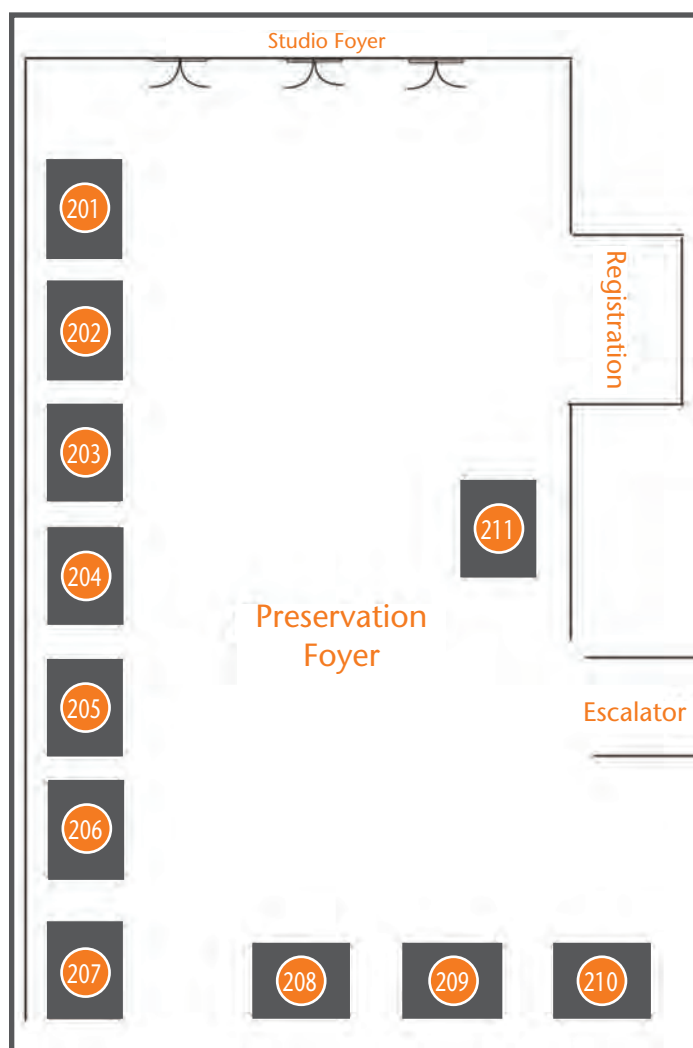 Studio Foyer
201
202
Registration
203
211
204
Preservation
Foyer
205
Escalator
206
207
208
209
210